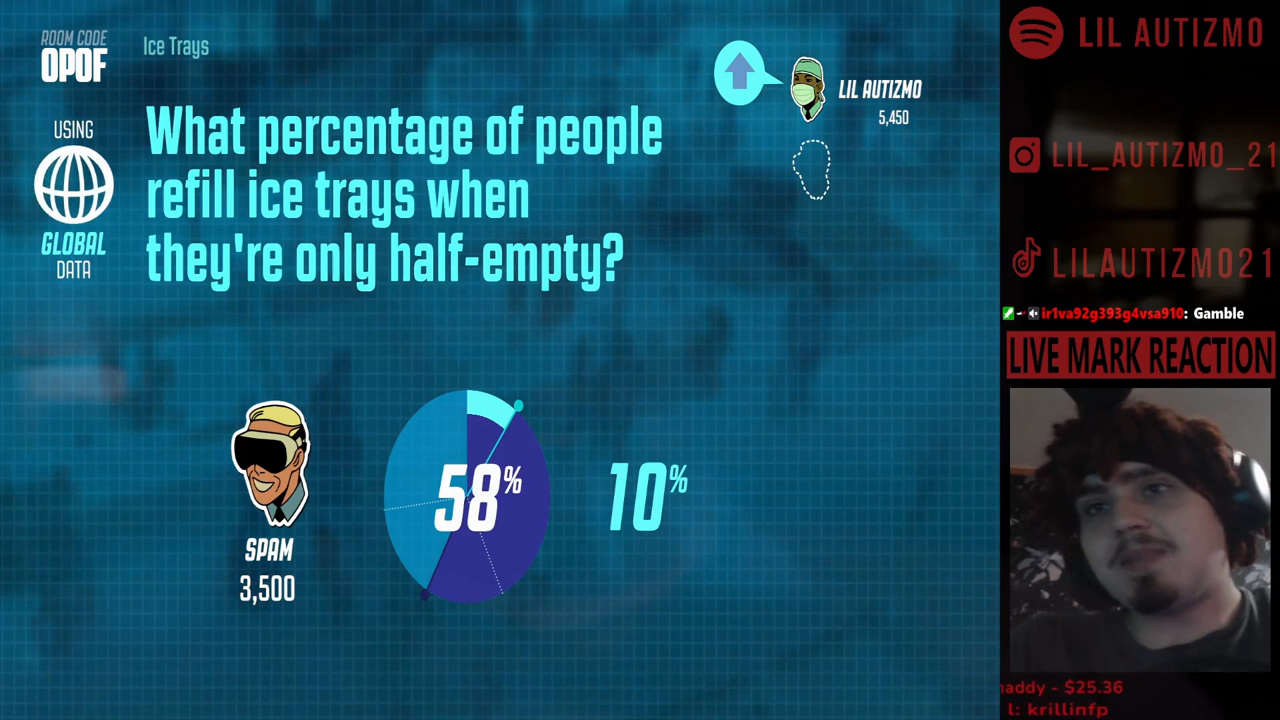 ROOM CODE
OPOF
Ice Trays
USING
GLOBAL
DATA
What percentage of people
refill ice trays when
they're only half-empty?
LIL AUTIZMO
5,450
SPAM
3,500
58%
10%
LIL AUTIZMO
LIL_AUTIZMO_21
LILAUTIZMO21
ir1va92g393g4vsa910: Gamble
LIVE MARK REACTION
addy - $25.36
l: krillinfp